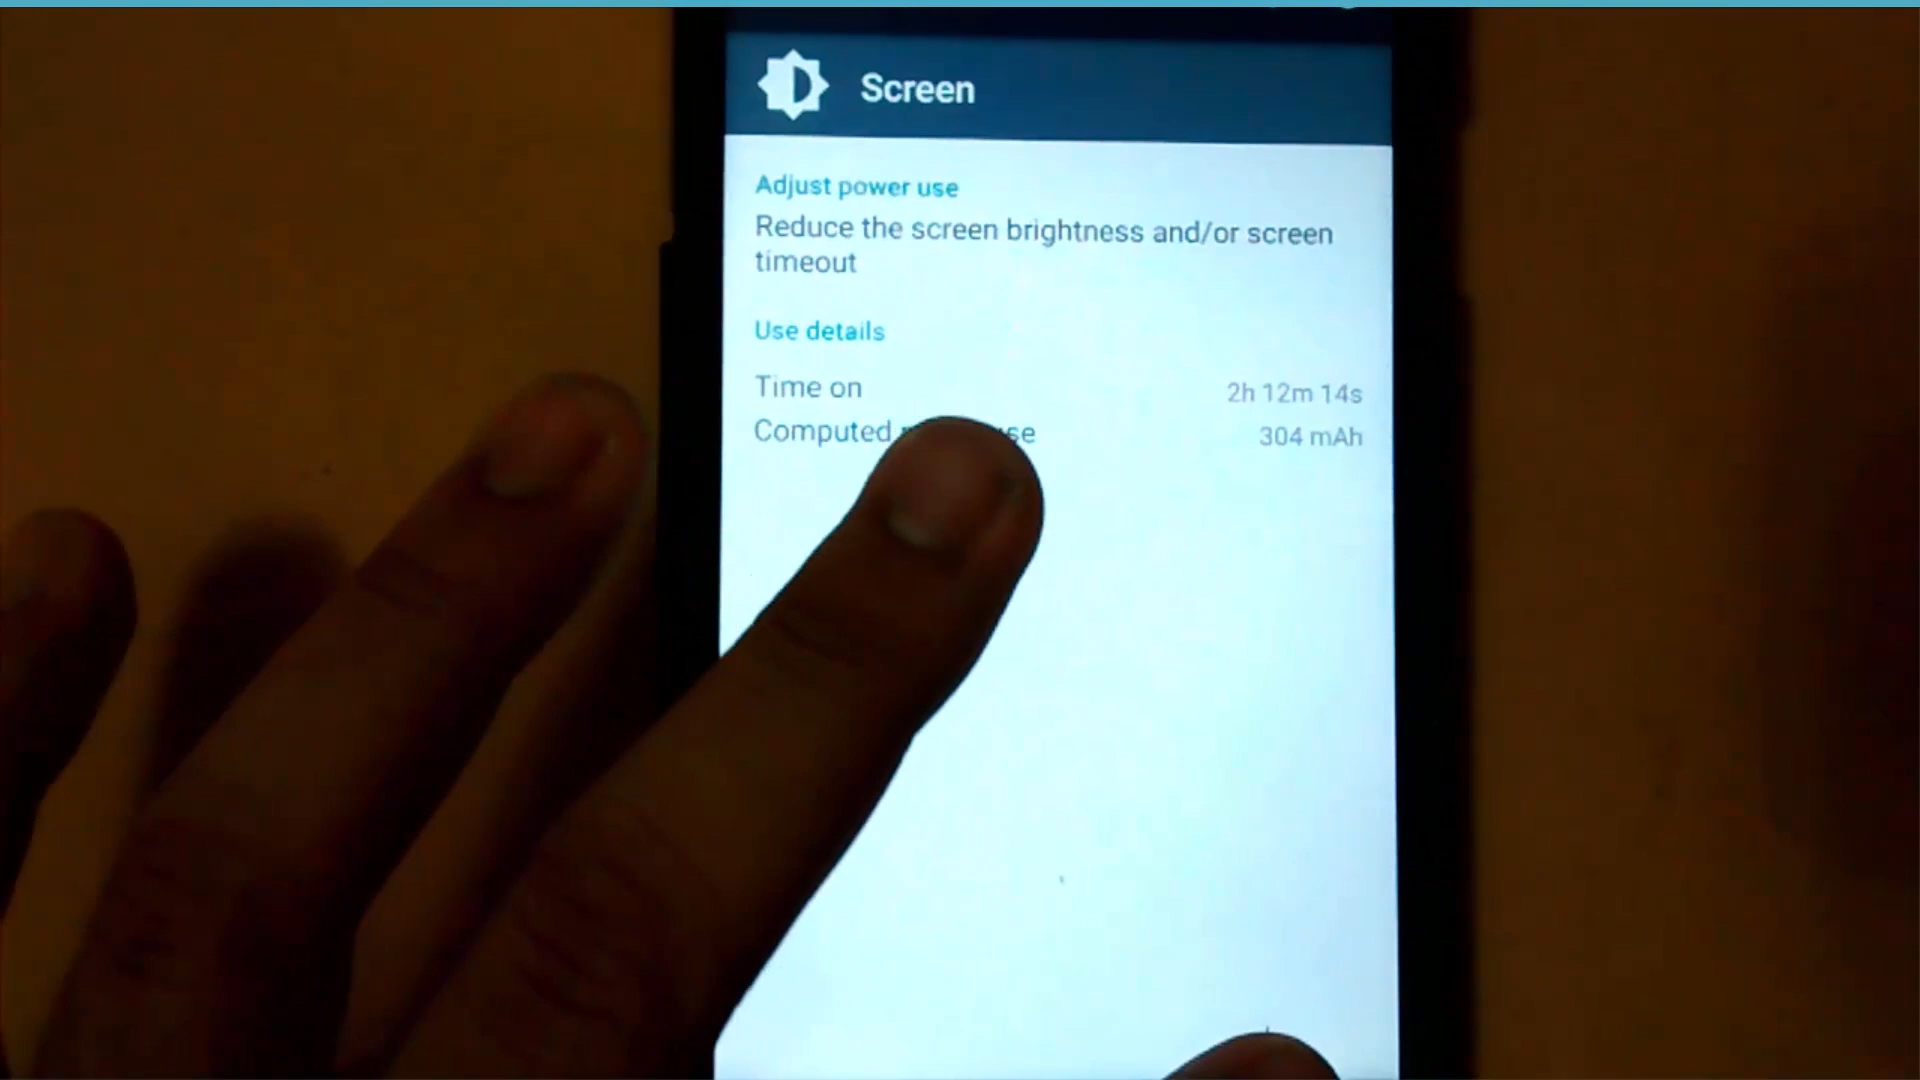 Screen
Adjust power use
Reduce the screen brightness and/or screen
timeout
Use details
Time on 2h 12m 14s
Computed 304 mAh